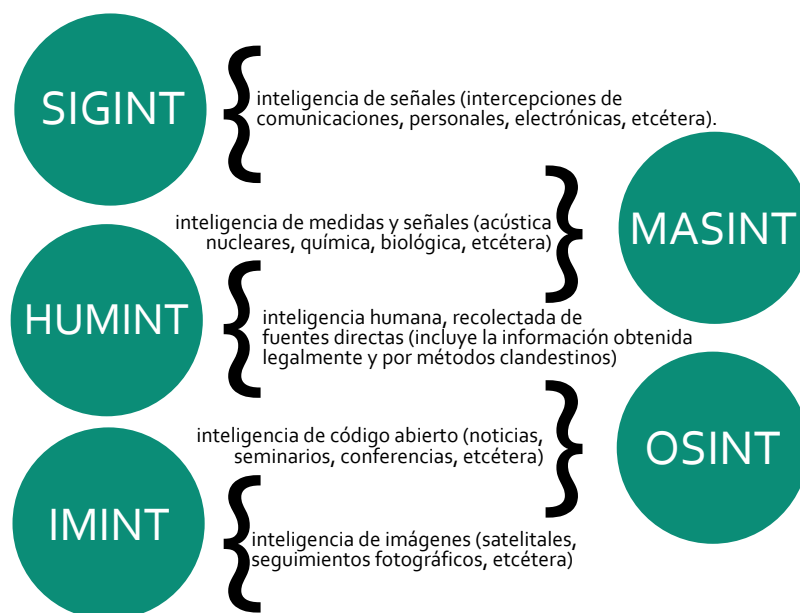 SIGINT
inteligencia de señales (intercepciones de
comunicaciones, personales, electrónicas, etcétera).
inteligencia de medidas y señales (acústica
nucleares, química, biológica, etcétera)
MASINT
HUMINT
inteligencia humana, recolectada de
fuentes directas (incluye la información obtenida
legalmente y por métodos clandestinos)
inteligencia de código abierto (noticias,
seminarios, conferencias, etcétera)
OSINT
IMINT
inteligencia de imágenes (satelitales,
seguimientos fotográficos, etcétera)